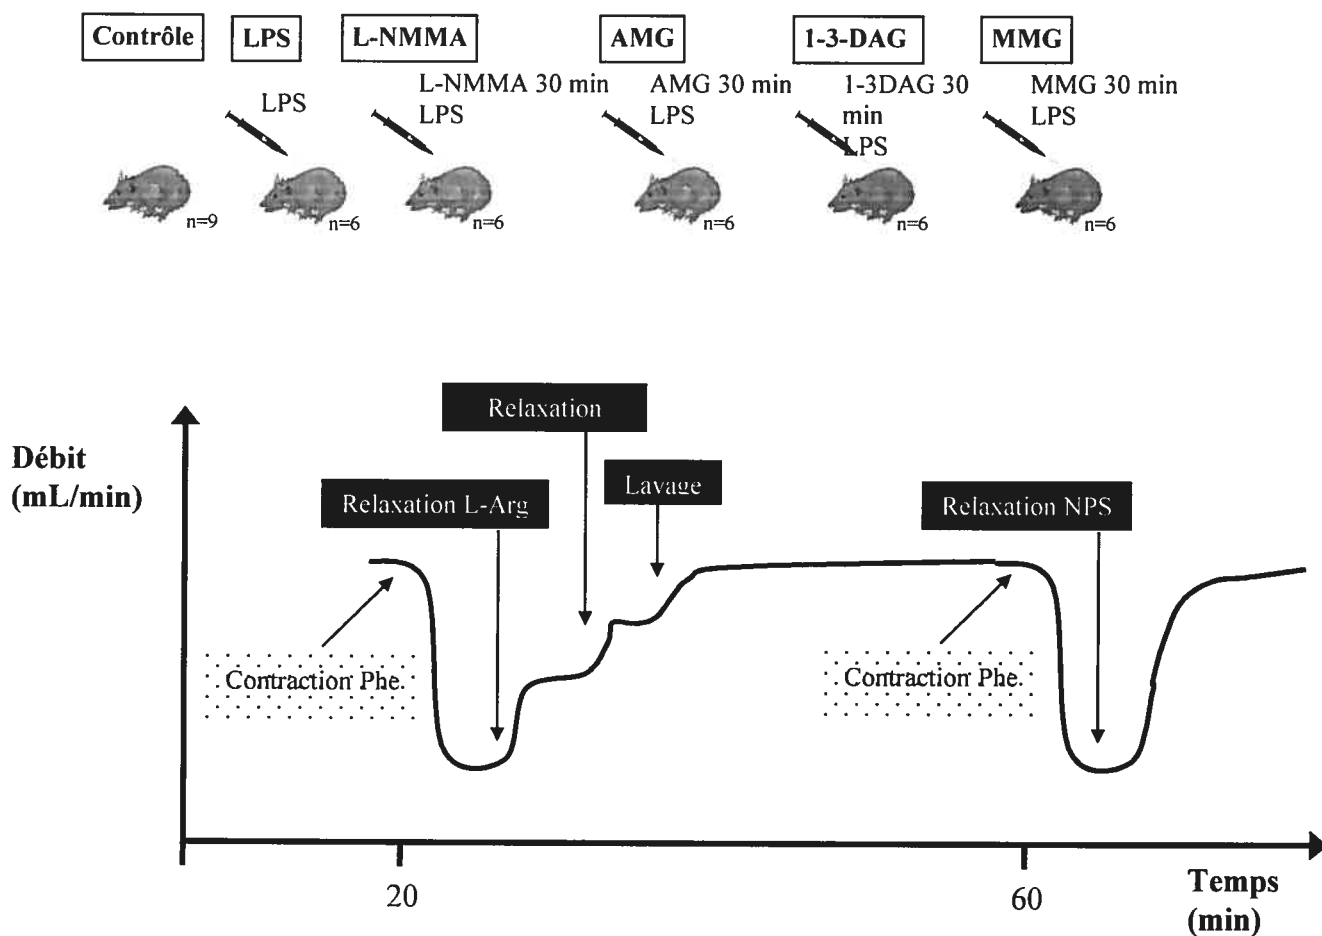 Contrôle
LPS
L-NMMA
AMG
1-3-DAG
MMG
LPS
L-NMMA 30 min
LPS
AMG 30 min
LPS
1-3DAG 30
min
LPS
MMG 30 min
LPS
n=9
n=6
n=6
n=6
n=6
n=6
Relaxation
Débit
(mL/min)
Relaxation L-Arg
Lavage
Relaxation NPS
Contraction Phe.
Contraction Phe.
20
60
Temps
(min)